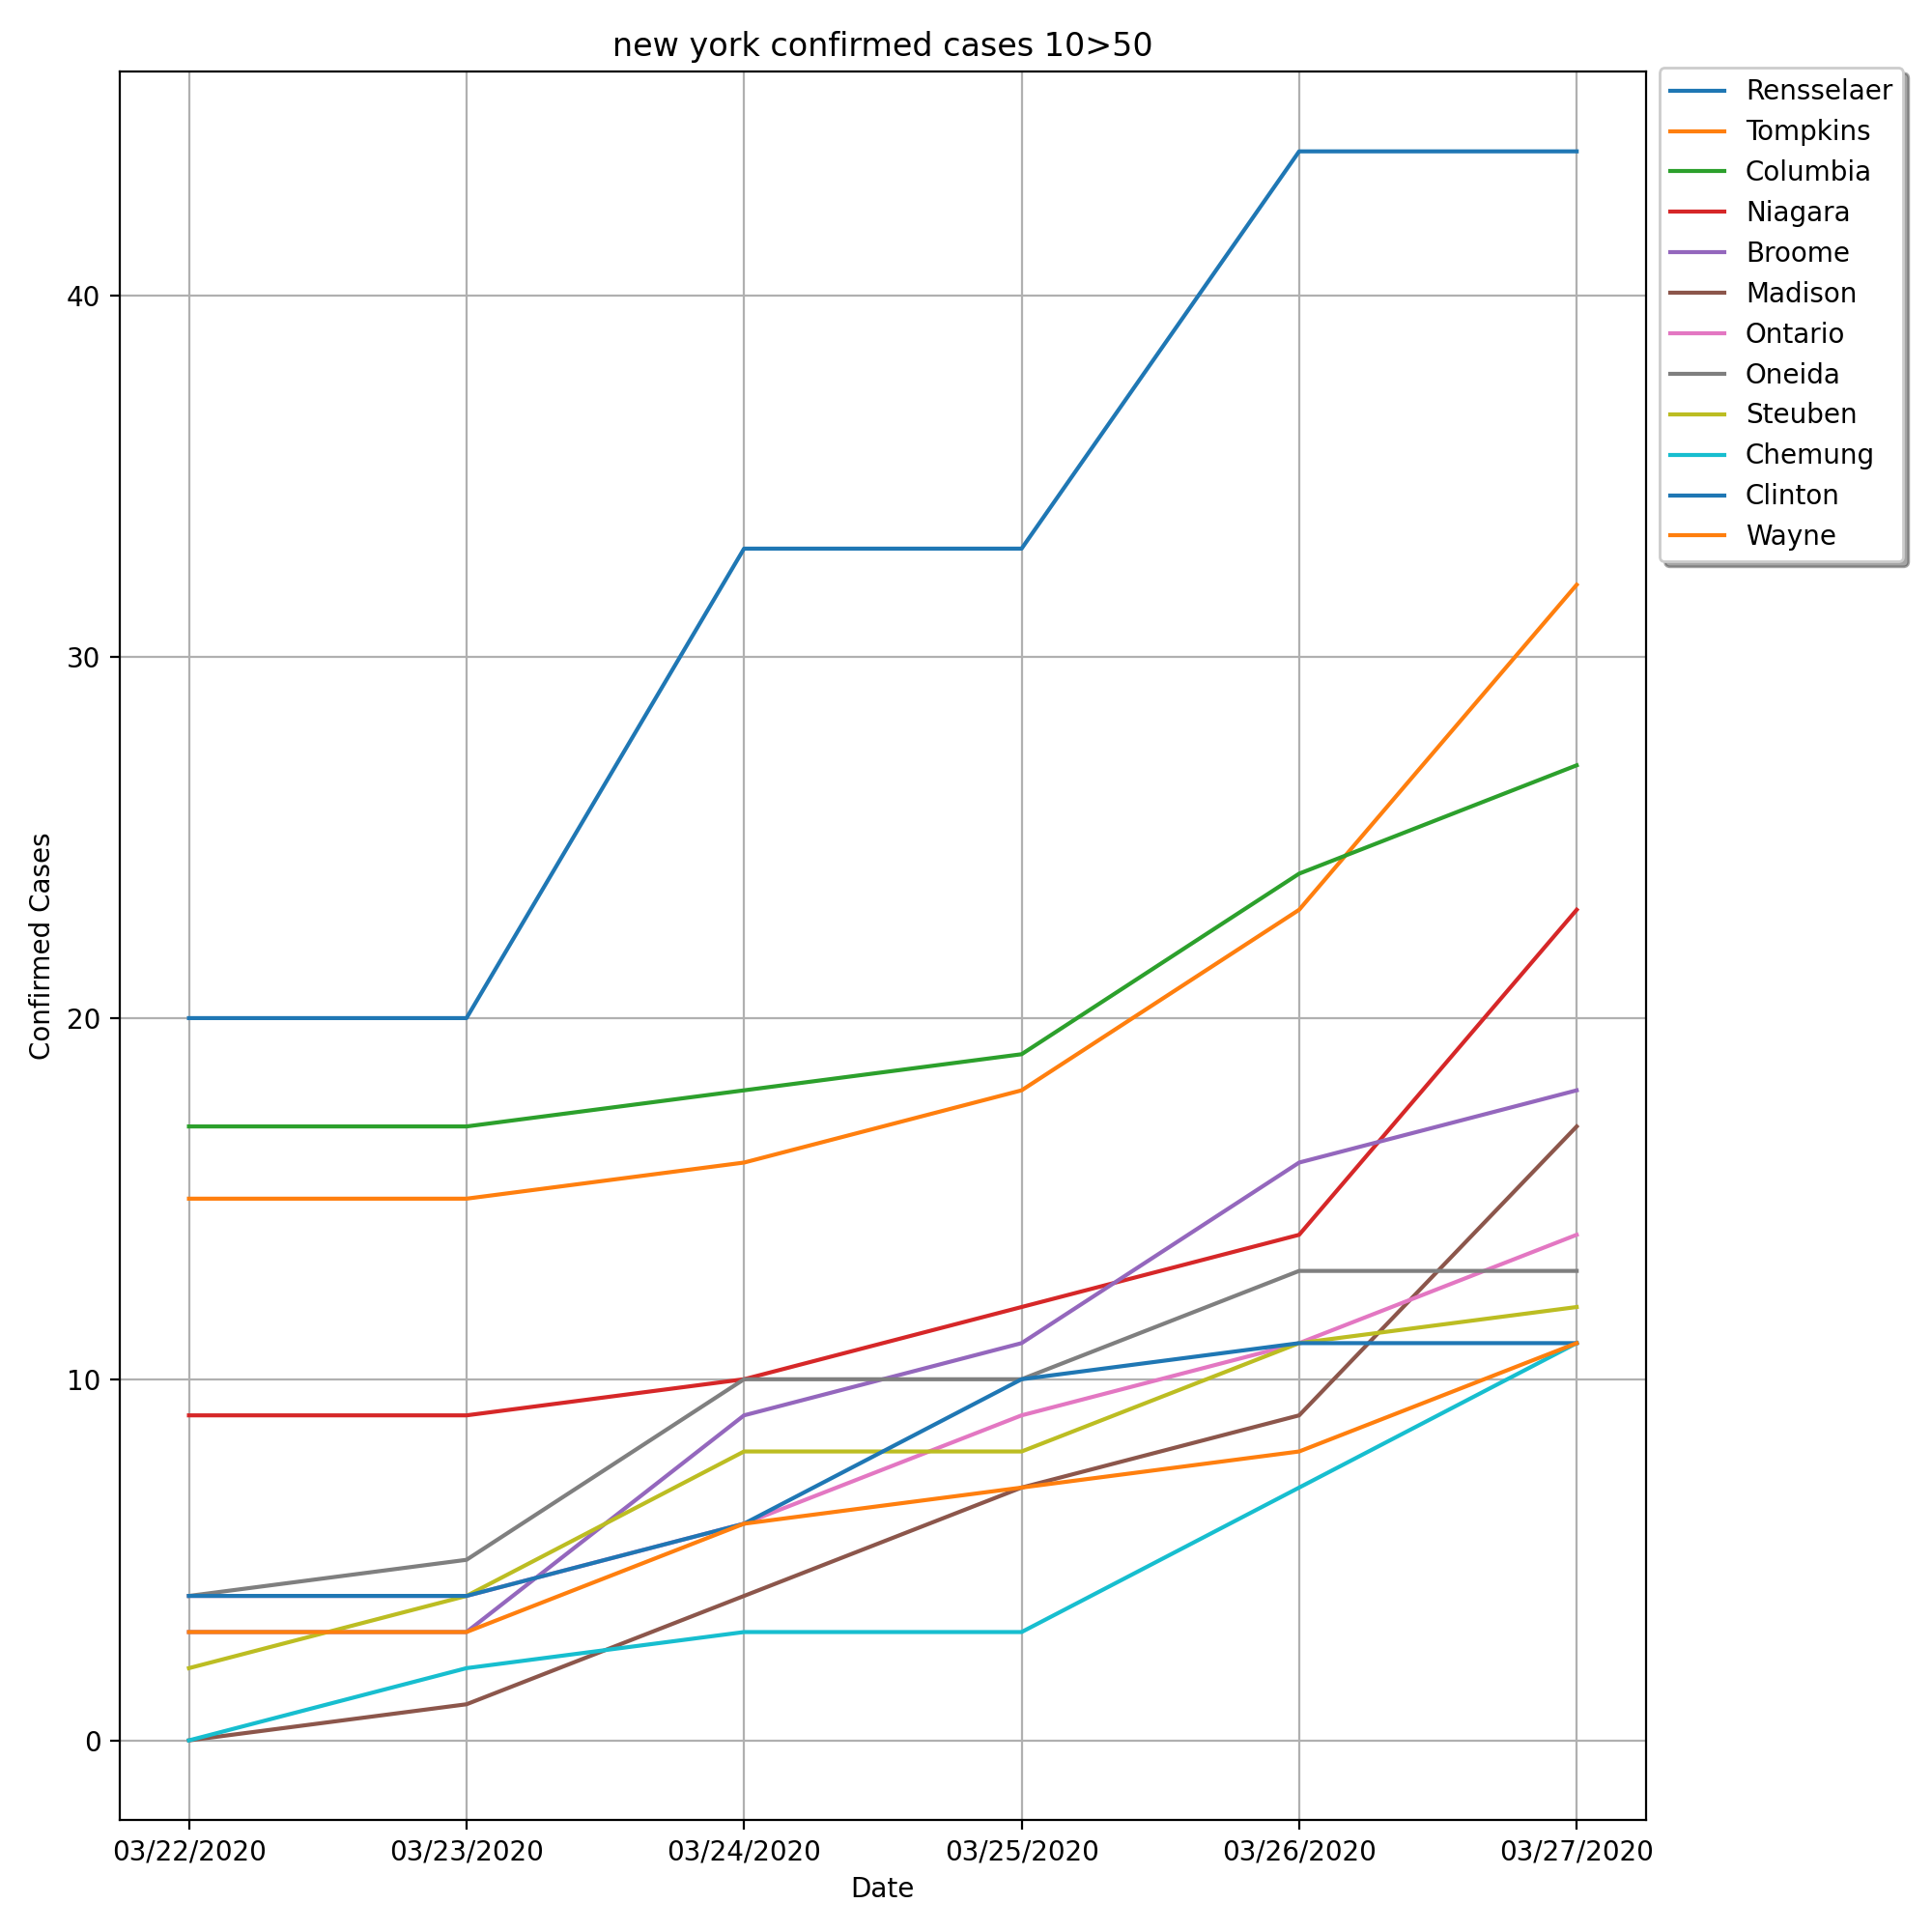 new york confirmed cases 10>50
Rensselaer
Tompkins
Columbia
Niagara
Broome
Madison
Ontario
Oneida
Steuben
Chemung
Clinton
Wayne
Confirmed Cases
40
30
20
10
0
03/22/2020 03/23/2020 03/24/2020 03/25/2020 03/26/2020 03/27/2020
Date